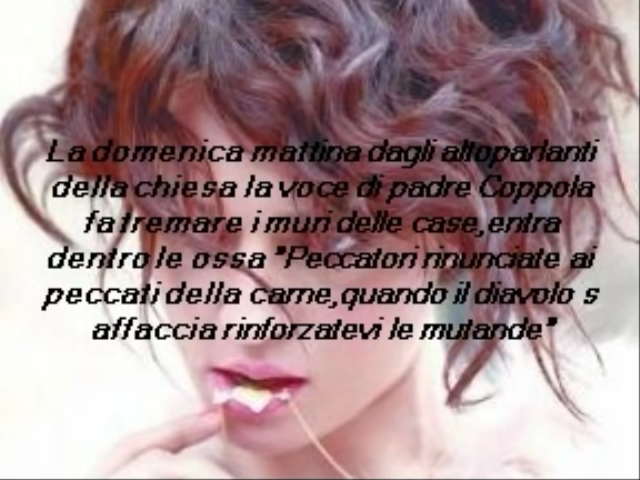 La domenica mattina dagli altoparlanti
della chiesa la voce di padre Coppola
fa tremare i muri delle case,entra
dentro le ossa "Peccatori rinunciate ai
peccati della carne,quando il diavolo s
affaccia rinforzatevi le mutande"